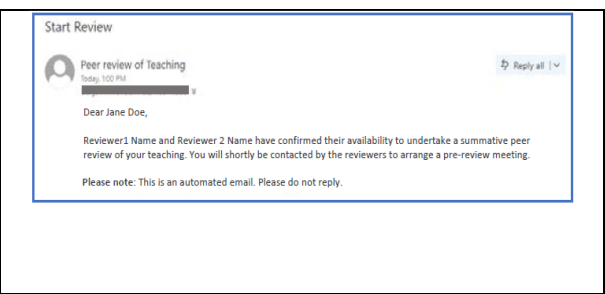 Start Review
Peer review of Teaching
Reply all
Today, 1:00 PM
Dear Jane Doe,
Reviewer1 Name and Reviewer 2 Name have confirmed their availability to undertake a summative peer
review of your teaching. You will shortly be contacted by the reviewers to arrange a pre-review meeting.
Please note: This is an automated email. Please do not reply.